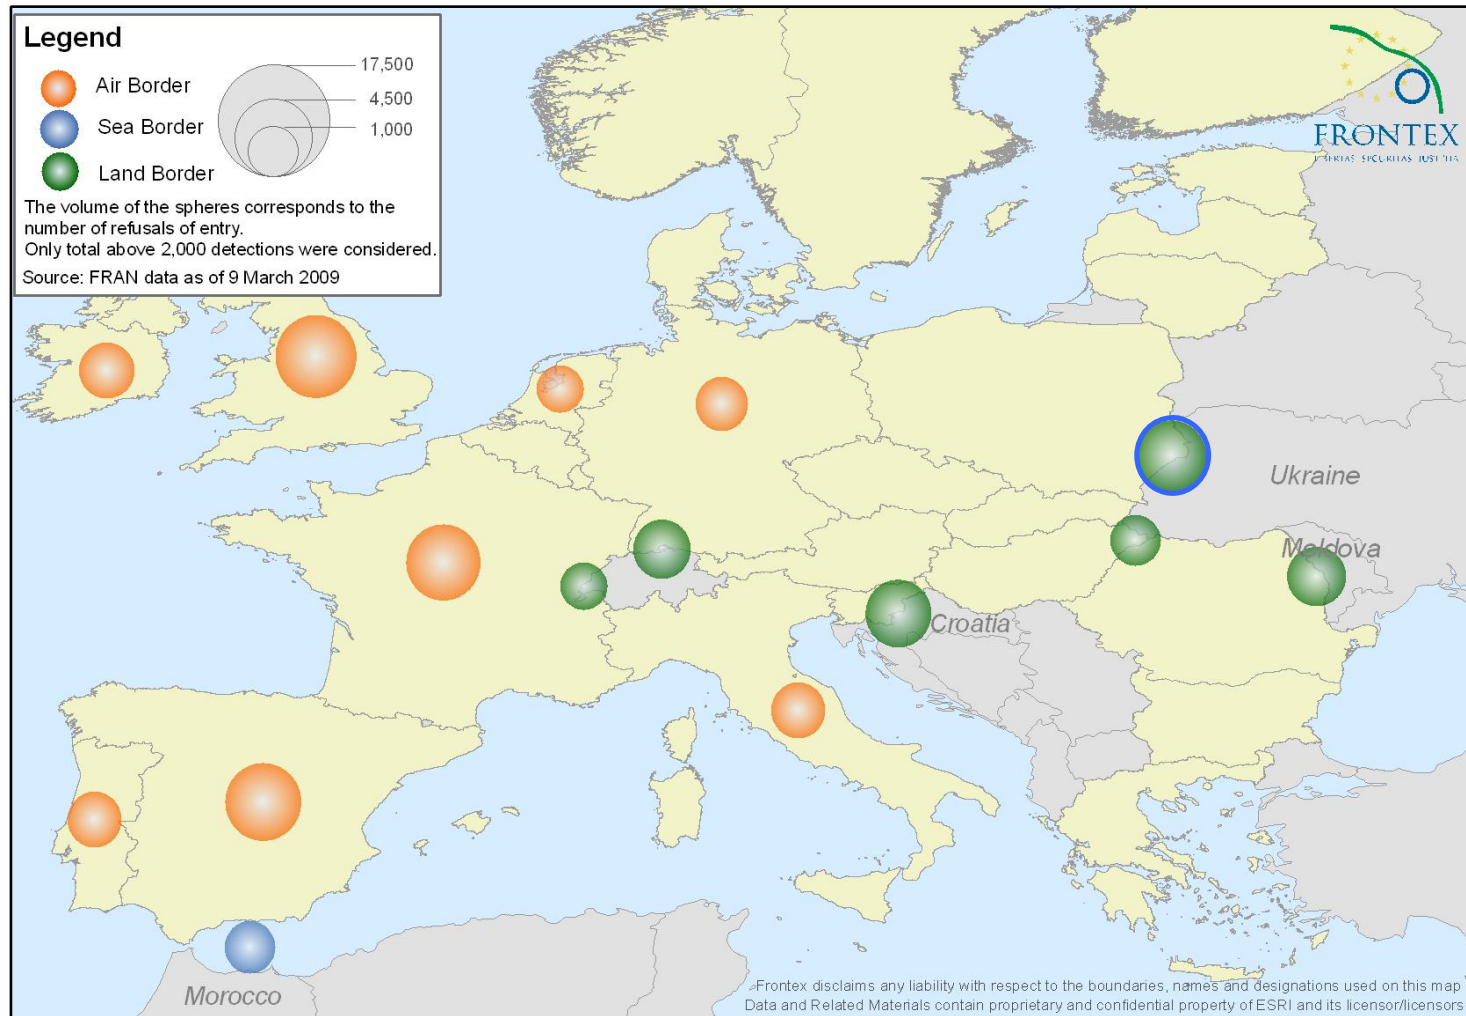 Legend
Air Border
Sea Border
Land Border
17,500
4,500
1,000
The volume of the spheres corresponds to the
number of refusals of entry.
Only total above 2,000 detections were considered.
Source: FRAN data as of 9 March 2009
FRONTEX
LIBERTAS SECURITAS JUSTITIA
Ukraine
Moldova
Croatia
Morocco
Frontex disclaims any liability with respect to the boundaries, names and designations used on this map
Data and Related Materials contain proprietary and confidential property of ESRI and its licensor/licensors